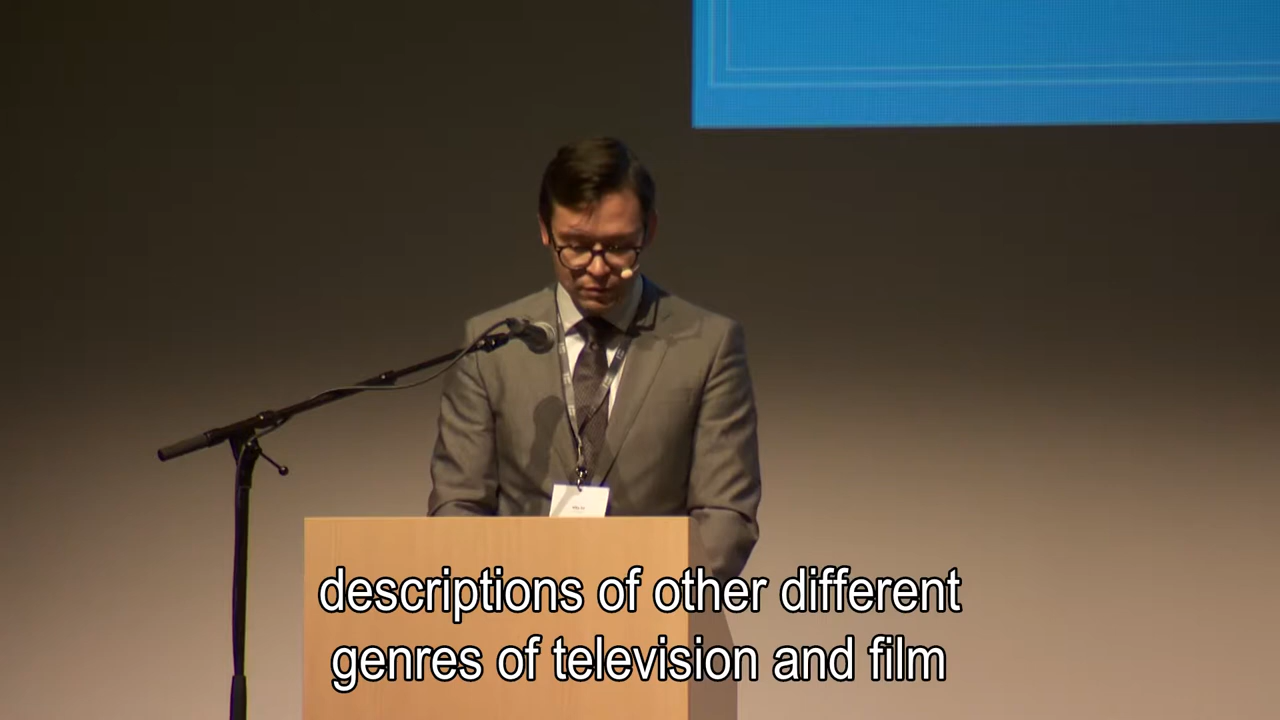 descriptions of other different
genres of television and film